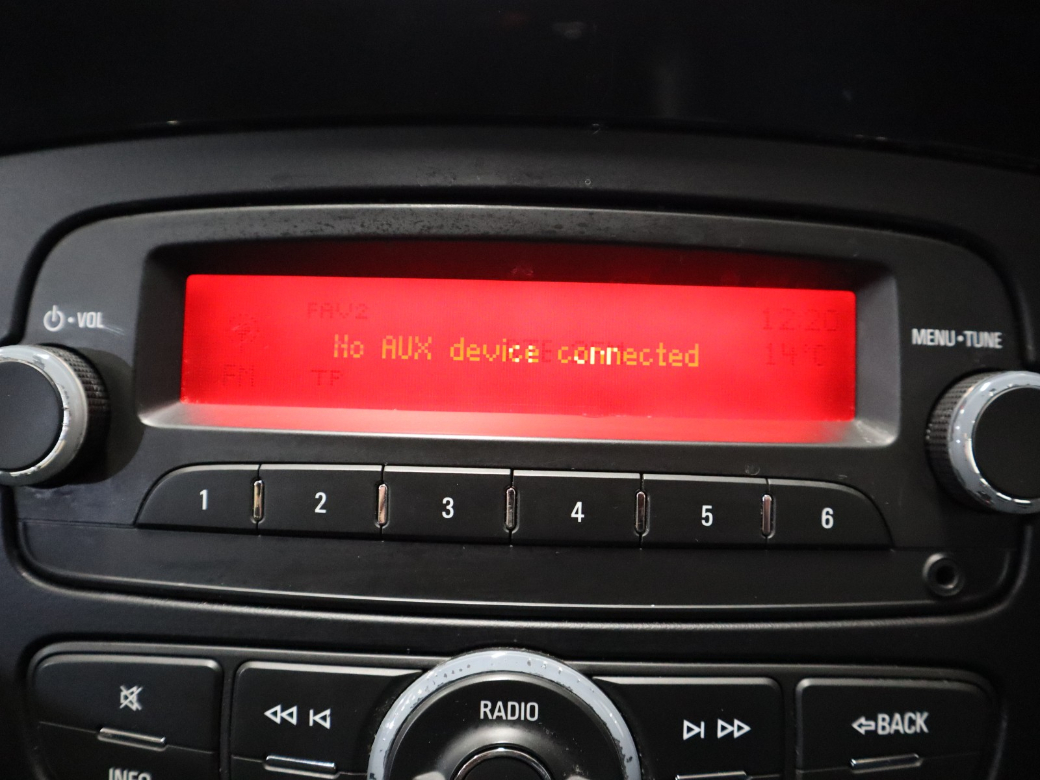 VOL
MENU•TUNE
FAV2
12:20
No AUX device connected
14°C
FM TP
1 2 3 4 5 6
RADIO
BACK
INFO